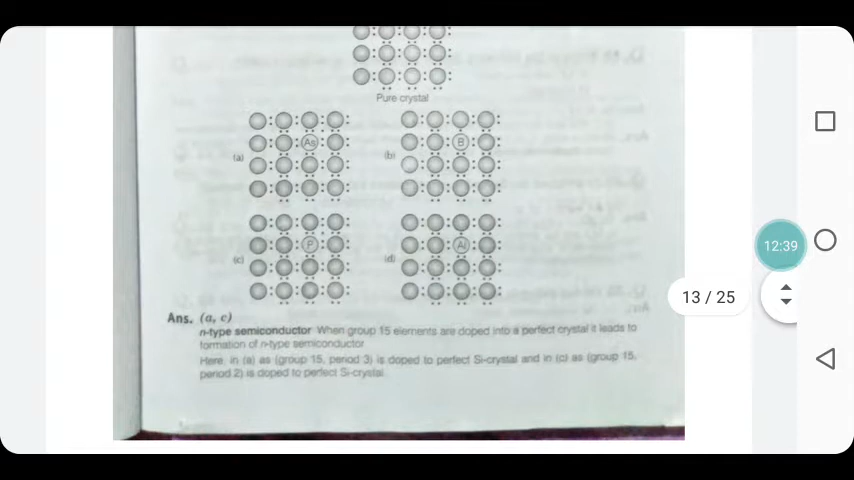 Pure crystal
As
B
(a)
(b)
P
Al
(c)
(d)
12:39
13 / 25
Ans. (a, c)
n-type semiconductor When group 15 elements are doped into a perfect crystal it leads to
formation of n-type semiconductor
Here, in (a) as (group 15, period 3) is doped to perfect Si-crystal and in (c) as (group 15,
period 2) is doped to perfect Si-crystal.